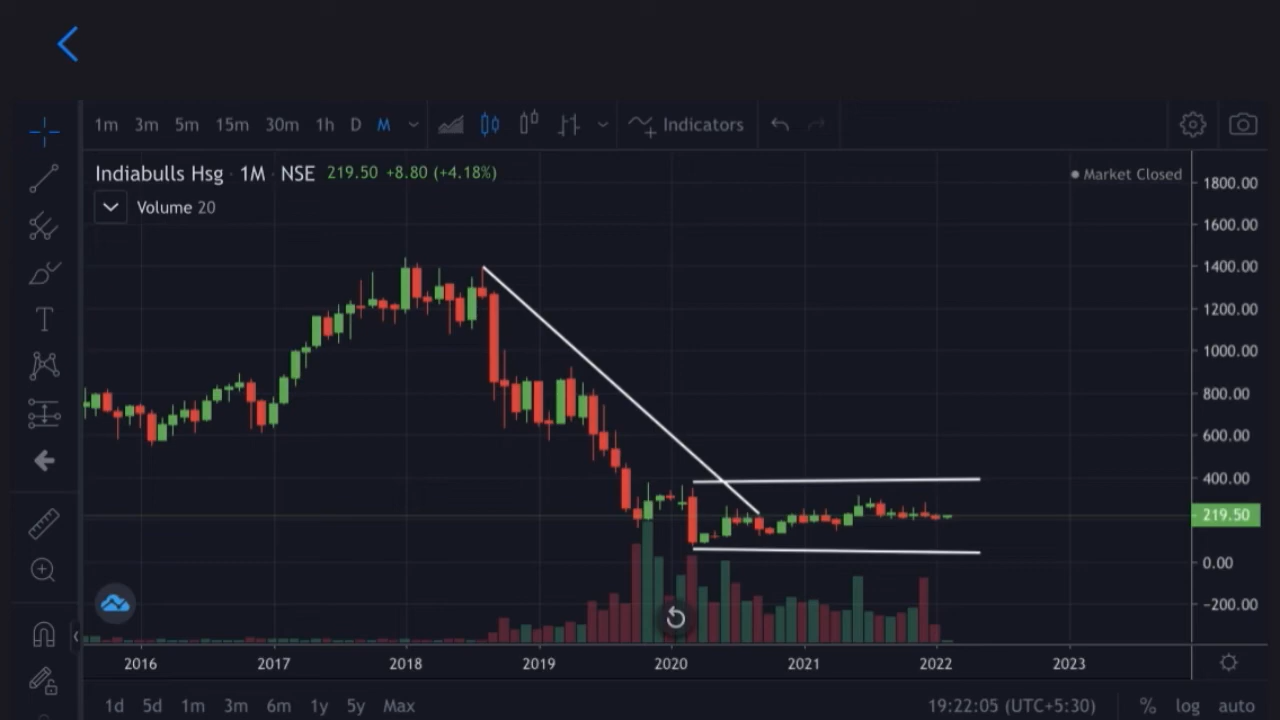 1m 3m 5m 15m 30m 1h D M Indicators
Indiabulls Hsg · 1M · NSE 219.50 +8.80 (+4.18%)
Market Closed
Volume 20
1800.00
1600.00
1400.00
1200.00
1000.00
800.00
600.00
400.00
219.50
0.00
−200.00
2016 2017 2018 2019 2020 2021 2022 2023
1d 5d 1m 3m 6m 1y 5y Max 19:22:05 (UTC+5:30) % log auto